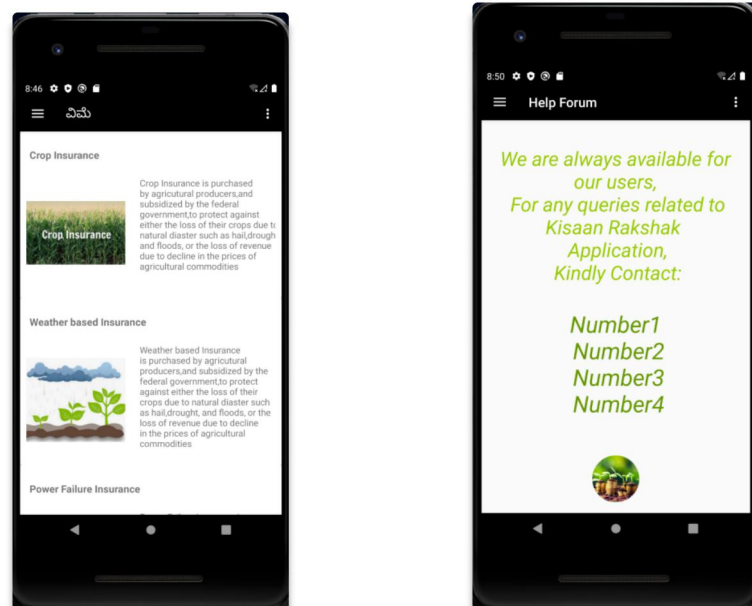 8:46
ವಿಮೆ
Crop Insurance
Crop Insurance
Crop Insurance is purchased
by agricutural producers,and
subsidized by the federal
government,to protect against
either the loss of their crops due to
natural diaster such as hail,drough
and floods, or the loss of revenue
due to decline in the prices of
agricultural commodities
Weather based Insurance
Weather based Insurance
is purchased by agricutural
producers,and subsidized by the
federal government,to protect
against either the loss of their
crops due to natural diaster such
as hail,drought, and floods, or the
loss of revenue due to decline
in the prices of agricultural
commodities
Power Failure Insurance
8:50
Help Forum
We are always available for
our users,
For any queries related to
Kisaan Rakshak
Application,
Kindly Contact:
Number1
Number2
Number3
Number4